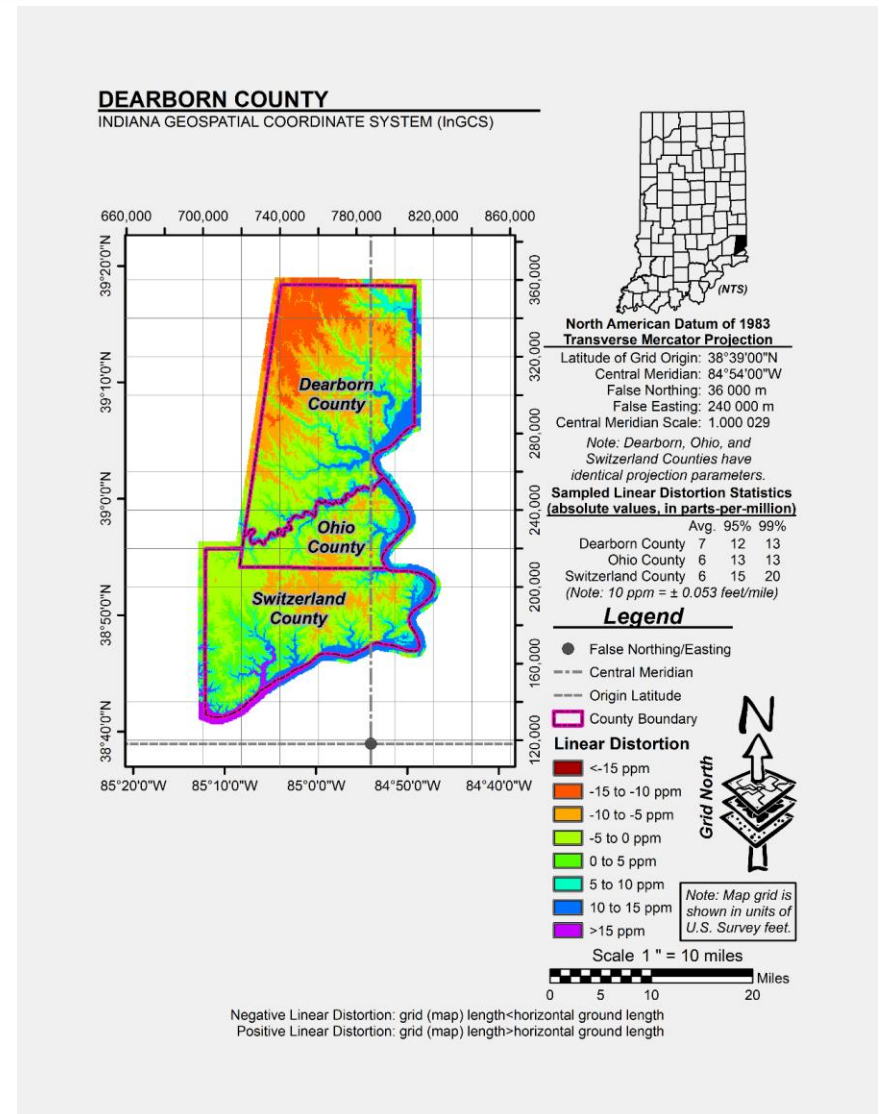 DEARBORN COUNTY
INDIANA GEOSPATIAL COORDINATE SYSTEM (InGCS)
660,000 700,000 740,000 780,000 820,000 860,000
39°20'0"N
39°10'0"N
39°0'0"N
38°50'0"N
38°40'0"N
360,000
320,000
280,000
240,000
200,000
160,000
120,000
Dearborn
County
Ohio
County
Switzerland
County
85°20'0"W 85°10'0"W 85°0'0"W 84°50'0"W 84°40'0"W
(NTS)
North American Datum of 1983
Transverse Mercator Projection
Latitude of Grid Origin: 38°39'00"N
Central Meridian: 84°54'00"W
False Northing: 36 000 m
False Easting: 240 000 m
Central Meridian Scale: 1.000 029
Note: Dearborn, Ohio, and
Switzerland Counties have
identical projection parameters.
Sampled Linear Distortion Statistics
(absolute values, in parts-per-million)
Avg. 95% 99%
Dearborn County 7 12 13
Ohio County 6 13 13
Switzerland County 6 15 20
(Note: 10 ppm = ± 0.053 feet/mile)
Legend
False Northing/Easting
Central Meridian
Origin Latitude
County Boundary
Linear Distortion
<-15 ppm
-15 to -10 ppm
-10 to -5 ppm
-5 to 0 ppm
0 to 5 ppm
5 to 10 ppm
10 to 15 ppm
>15 ppm
N
Grid North
Note: Map grid is
shown in units of
U.S. Survey feet.
Scale 1 " = 10 miles
Miles
0 5 10 20
Negative Linear Distortion: grid (map) length<horizontal ground length
Positive Linear Distortion: grid (map) length>horizontal ground length